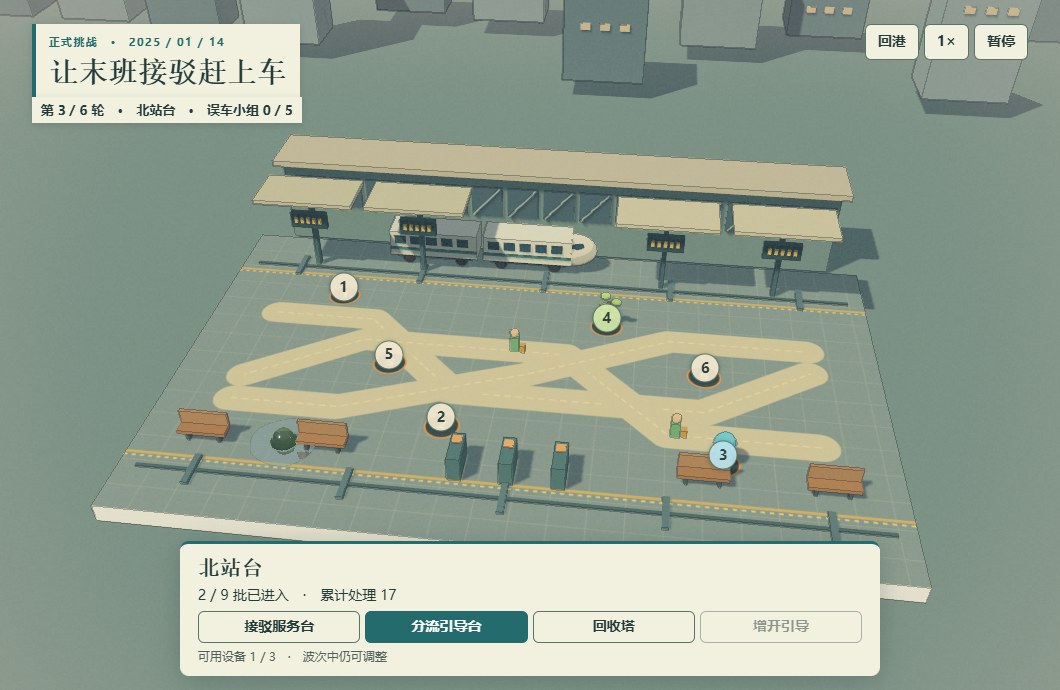 正式挑战 • 2025 / 01 / 14
让末班接驳赶上车
第 3 / 6 轮 • 北站台 • 误车小组 0 / 5
回港
1×
暂停
1
4
5
6
2
3
北站台
2 / 9 批已进入 · 累计处理 17
接驳服务台
分流引导台
回收塔
增开引导
可用设备 1 / 3 · 波次中仍可调整